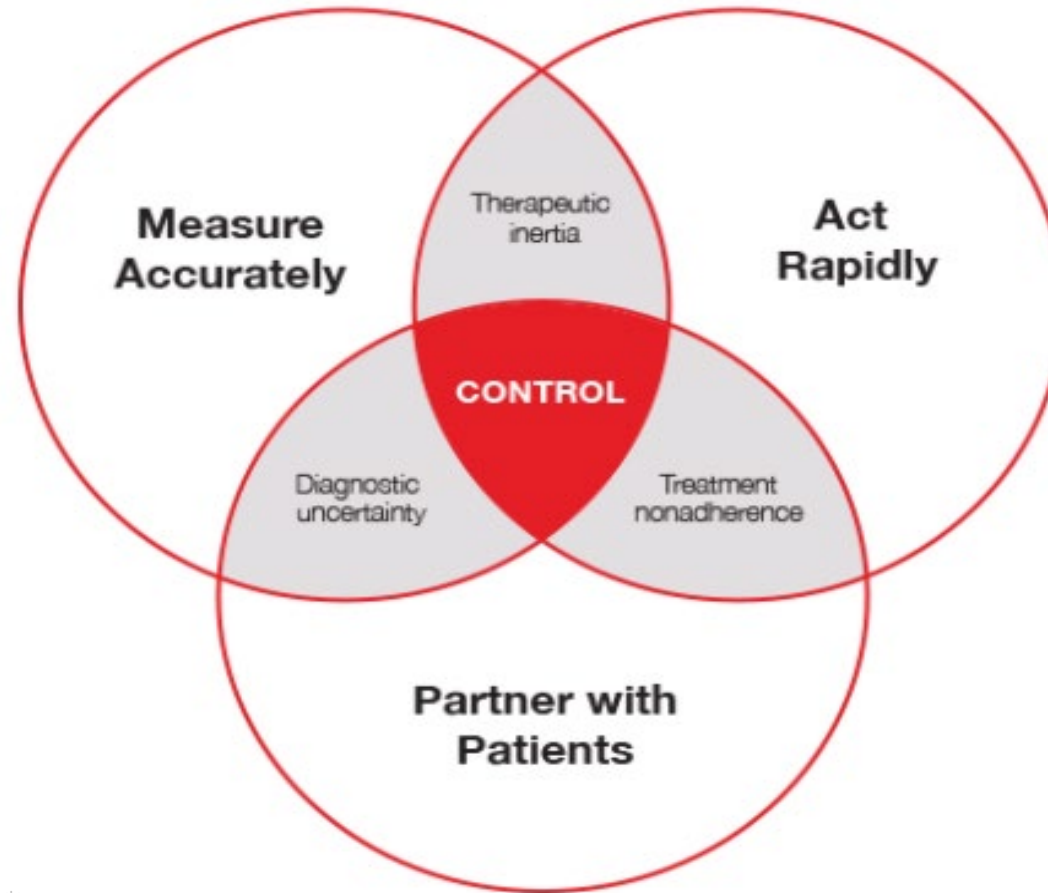 Measure
Accurately
Therapeutic
inertia
Act
Rapidly
CONTROL
Diagnostic
uncertainty
Treatment
nonadherence
Partner with
Patients